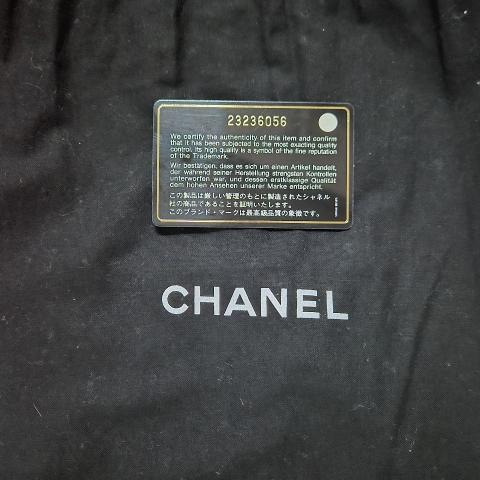 23236056
We certify the authenticity of this item and confirm
that it has been subjected to the most exacting quality
control. Its high quality is a symbol of the fine reputation
of the Trademark.
Wir bestätigen, dass es sich um einen Artikel handelt,
der während seiner Herstellung strengsten Kontrollen
unterworfen war, und dessen erstklassige Qualität
dem hohen Ansehen unserer Marke entspricht.
この製品は厳しい管理のもとに製造されたシャネル
社の商品であることを証明いたします。
このブランド・マークは最高級品質の象徴です。
CHANEL